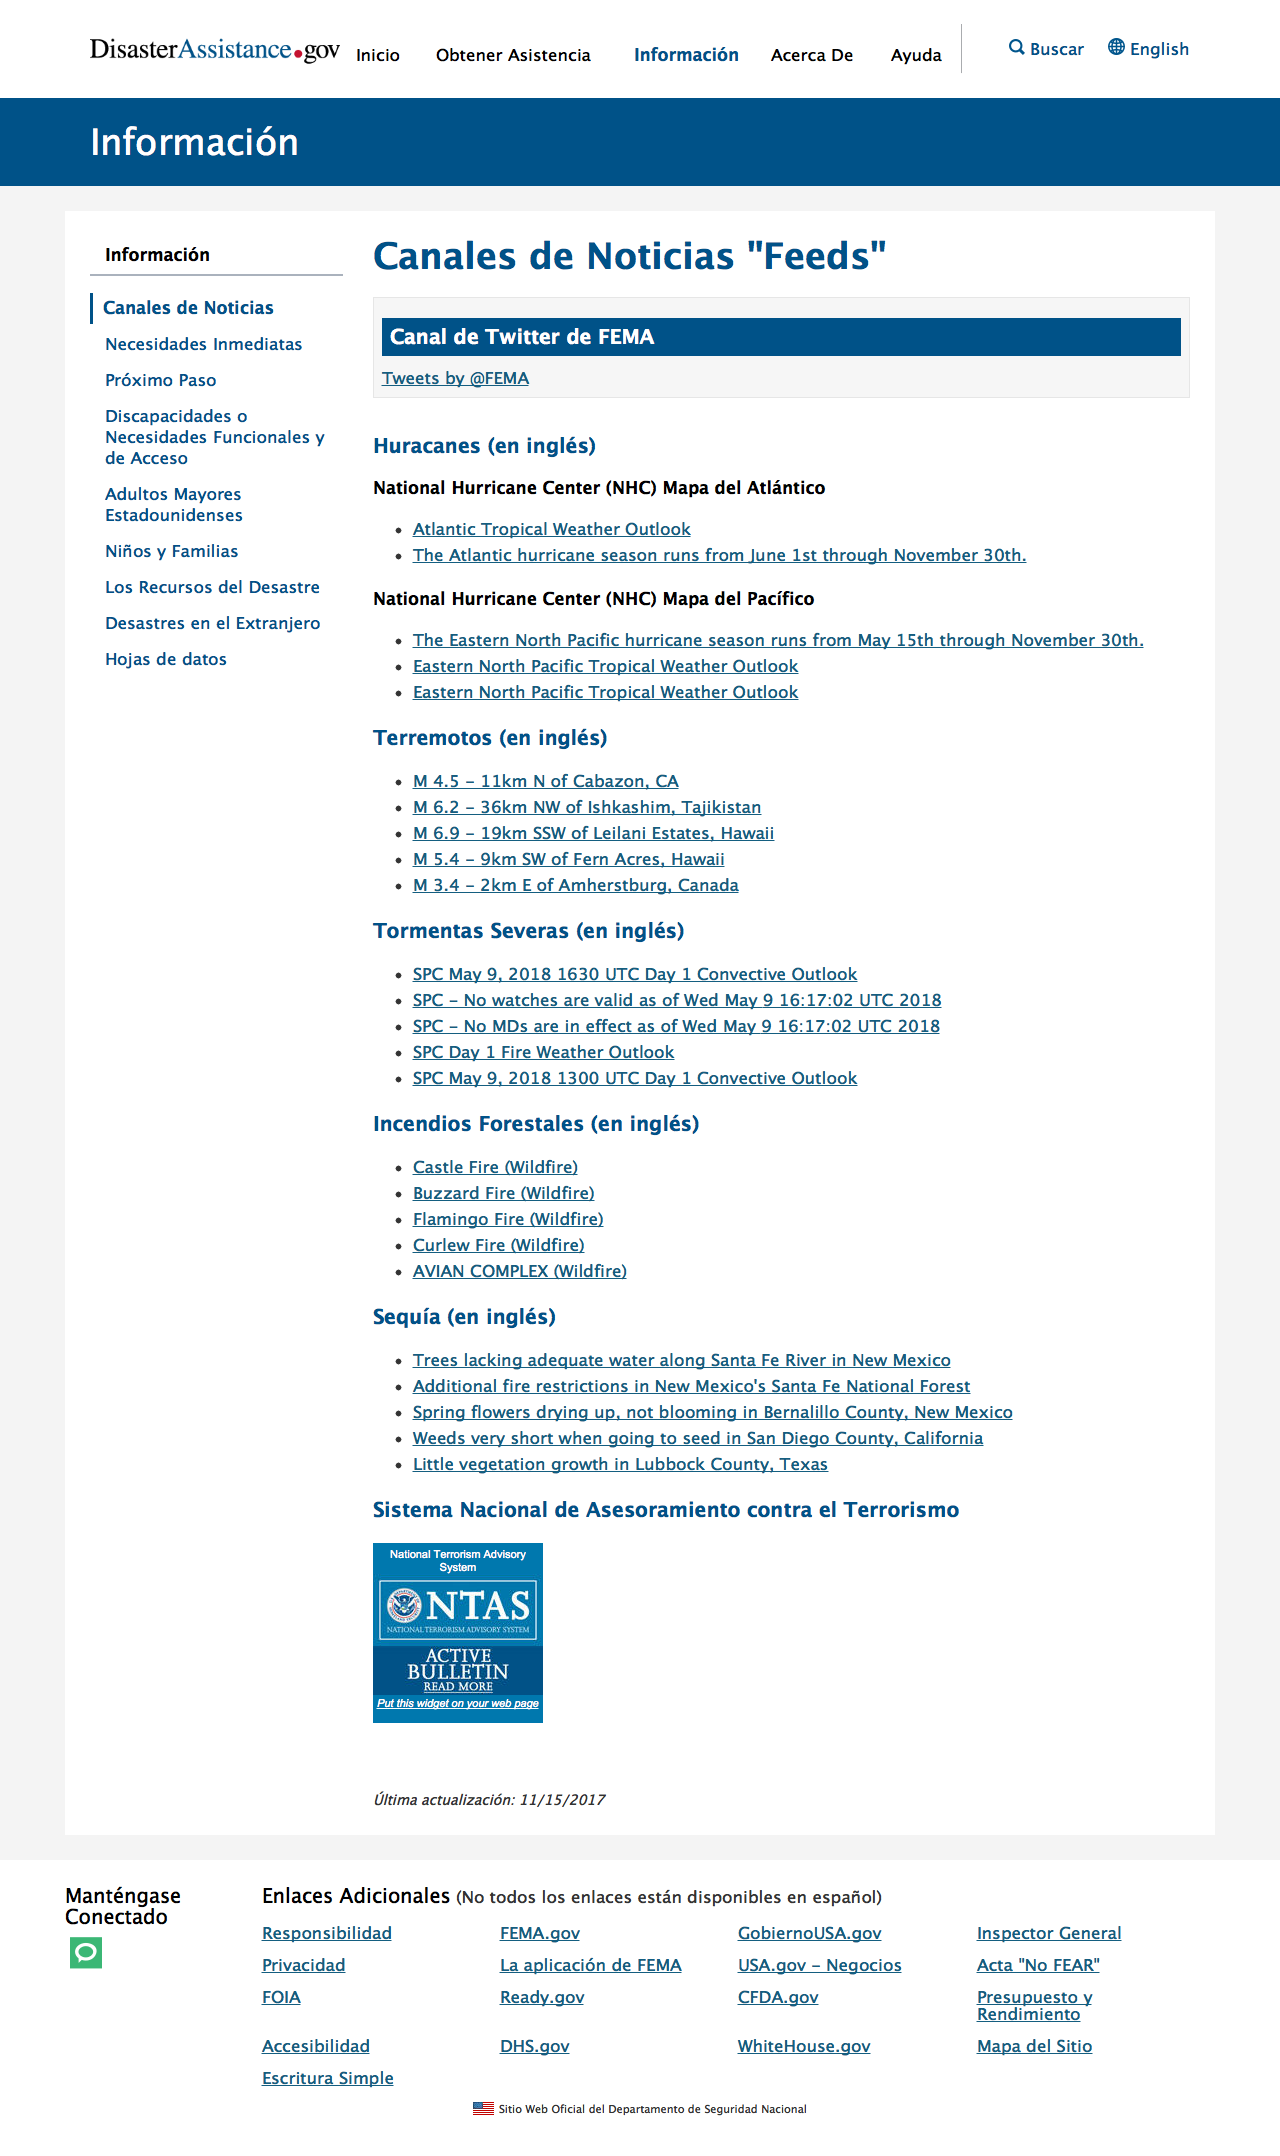 DisasterAssistance.gov
Inicio
Obtener Asistencia
Información
Acerca De
Ayuda
Buscar
English
Información
Información
Canales de Noticias
Necesidades Inmediatas
Próximo Paso
Discapacidades o
Necesidades Funcionales y
de Acceso
Adultos Mayores
Estadounidenses
Niños y Familias
Los Recursos del Desastre
Desastres en el Extranjero
Hojas de datos
Canales de Noticias "Feeds"
Canal de Twitter de FEMA
Tweets by @FEMA
Huracanes (en inglés)
National Hurricane Center (NHC) Mapa del Atlántico
Atlantic Tropical Weather Outlook
The Atlantic hurricane season runs from June 1st through November 30th.
National Hurricane Center (NHC) Mapa del Pacífico
The Eastern North Pacific hurricane season runs from May 15th through November 30th.
Eastern North Pacific Tropical Weather Outlook
Eastern North Pacific Tropical Weather Outlook
Terremotos (en inglés)
M 4.5 - 11km N of Cabazon, CA
M 6.2 - 36km NW of Ishkashim, Tajikistan
M 6.9 - 19km SSW of Leilani Estates, Hawaii
M 5.4 - 9km SW of Fern Acres, Hawaii
M 3.4 - 2km E of Amherstburg, Canada
Tormentas Severas (en inglés)
SPC May 9, 2018 1630 UTC Day 1 Convective Outlook
SPC - No watches are valid as of Wed May 9 16:17:02 UTC 2018
SPC - No MDs are in effect as of Wed May 9 16:17:02 UTC 2018
SPC Day 1 Fire Weather Outlook
SPC May 9, 2018 1300 UTC Day 1 Convective Outlook
Incendios Forestales (en inglés)
Castle Fire (Wildfire)
Buzzard Fire (Wildfire)
Flamingo Fire (Wildfire)
Curlew Fire (Wildfire)
AVIAN COMPLEX (Wildfire)
Sequía (en inglés)
Trees lacking adequate water along Santa Fe River in New Mexico
Additional fire restrictions in New Mexico's Santa Fe National Forest
Spring flowers drying up, not blooming in Bernalillo County, New Mexico
Weeds very short when going to seed in San Diego County, California
Little vegetation growth in Lubbock County, Texas
Sistema Nacional de Asesoramiento contra el Terrorismo
National Terrorism Advisory
System
NTAS
NATIONAL TERRORISM ADVISORY SYSTEM
ACTIVE
BULLETIN
READ MORE
Put this widget on your web page
Última actualización: 11/15/2017
Manténgase
Conectado
Enlaces Adicionales (No todos los enlaces están disponibles en español)
Responsibilidad
FEMA.gov
GobiernoUSA.gov
Inspector General
Privacidad
La aplicación de FEMA
USA.gov - Negocios
Acta "No FEAR"
FOIA
Ready.gov
CFDA.gov
Presupuesto y
Rendimiento
Accesibilidad
DHS.gov
WhiteHouse.gov
Mapa del Sitio
Escritura Simple
Sitio Web Oficial del Departamento de Seguridad Nacional